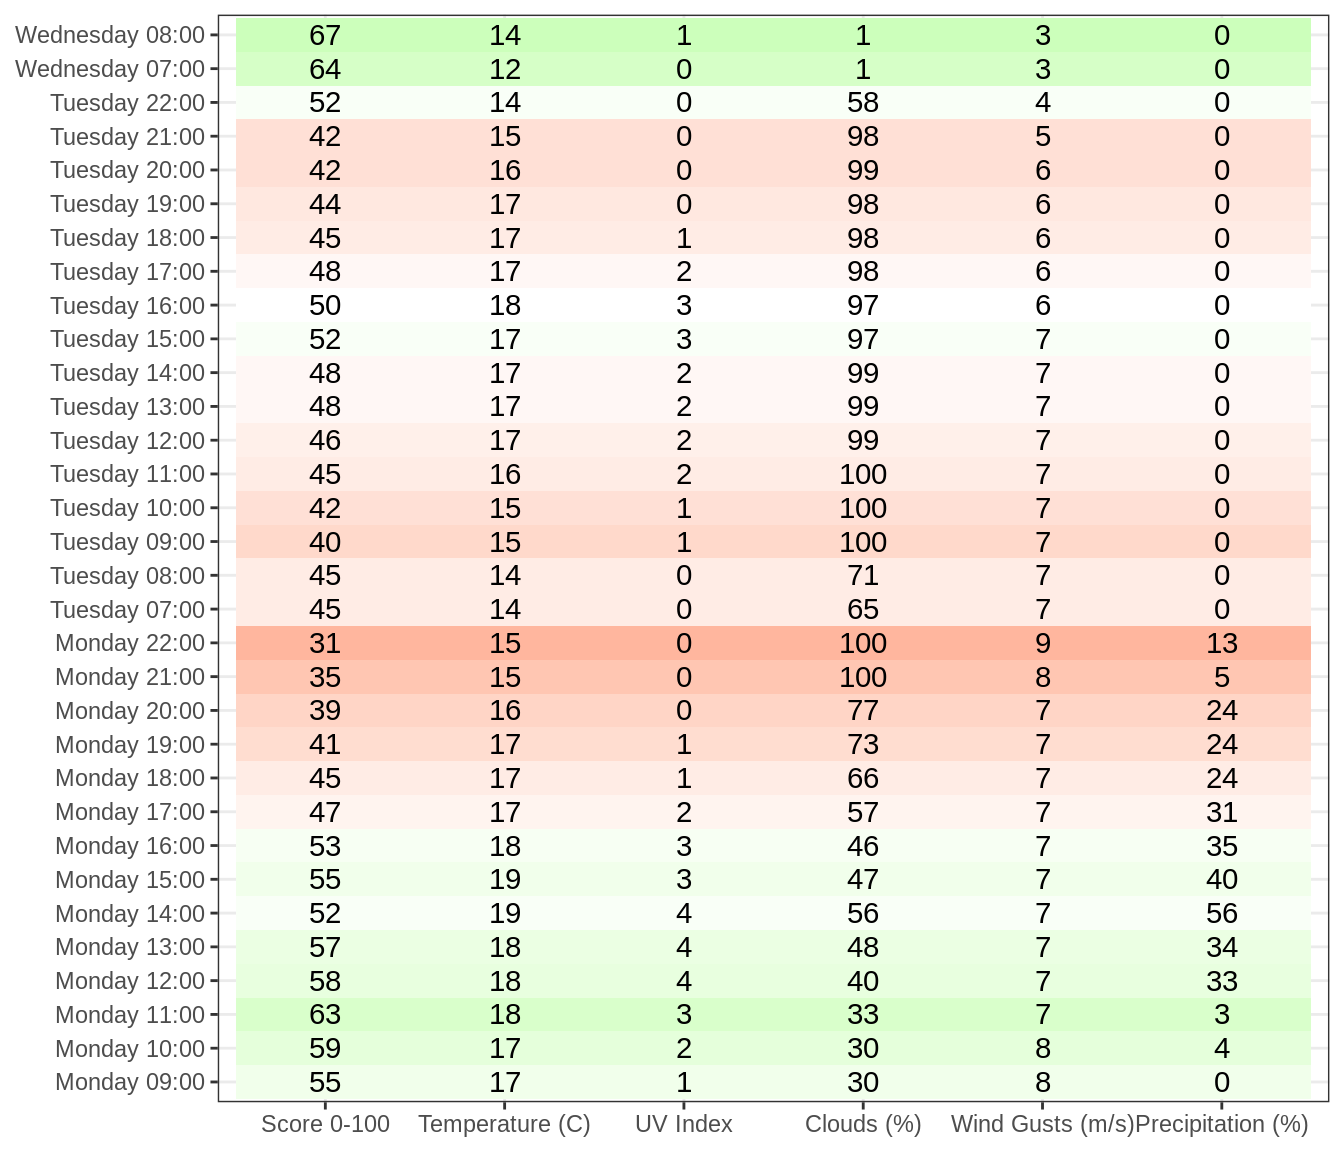 Wednesday 08:00 67 14 1 1 3 0
Wednesday 07:00 64 12 0 1 3 0
Tuesday 22:00 52 14 0 58 4 0
Tuesday 21:00 42 15 0 98 5 0
Tuesday 20:00 42 16 0 99 6 0
Tuesday 19:00 44 17 0 98 6 0
Tuesday 18:00 45 17 1 98 6 0
Tuesday 17:00 48 17 2 98 6 0
Tuesday 16:00 50 18 3 97 6 0
Tuesday 15:00 52 17 3 97 7 0
Tuesday 14:00 48 17 2 99 7 0
Tuesday 13:00 48 17 2 99 7 0
Tuesday 12:00 46 17 2 99 7 0
Tuesday 11:00 45 16 2 100 7 0
Tuesday 10:00 42 15 1 100 7 0
Tuesday 09:00 40 15 1 100 7 0
Tuesday 08:00 45 14 0 71 7 0
Tuesday 07:00 45 14 0 65 7 0
Monday 22:00 31 15 0 100 9 13
Monday 21:00 35 15 0 100 8 5
Monday 20:00 39 16 0 77 7 24
Monday 19:00 41 17 1 73 7 24
Monday 18:00 45 17 1 66 7 24
Monday 17:00 47 17 2 57 7 31
Monday 16:00 53 18 3 46 7 35
Monday 15:00 55 19 3 47 7 40
Monday 14:00 52 19 4 56 7 56
Monday 13:00 57 18 4 48 7 34
Monday 12:00 58 18 4 40 7 33
Monday 11:00 63 18 3 33 7 3
Monday 10:00 59 17 2 30 8 4
Monday 09:00 55 17 1 30 8 0
Score 0-100 Temperature (C) UV Index Clouds (%) Wind Gusts (m/s) Precipitation (%)